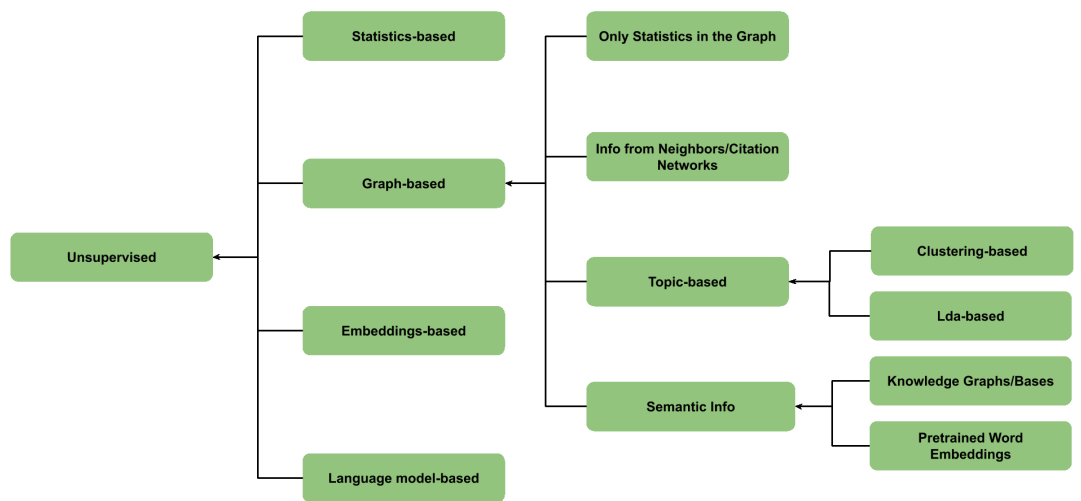 Unsupervised
Statistics-based
Graph-based
Embeddings-based
Language model-based
Only Statistics in the Graph
Info from Neighbors/Citation
Networks
Topic-based
Semantic Info
Clustering-based
Lda-based
Knowledge Graphs/Bases
Pretrained Word
Embeddings